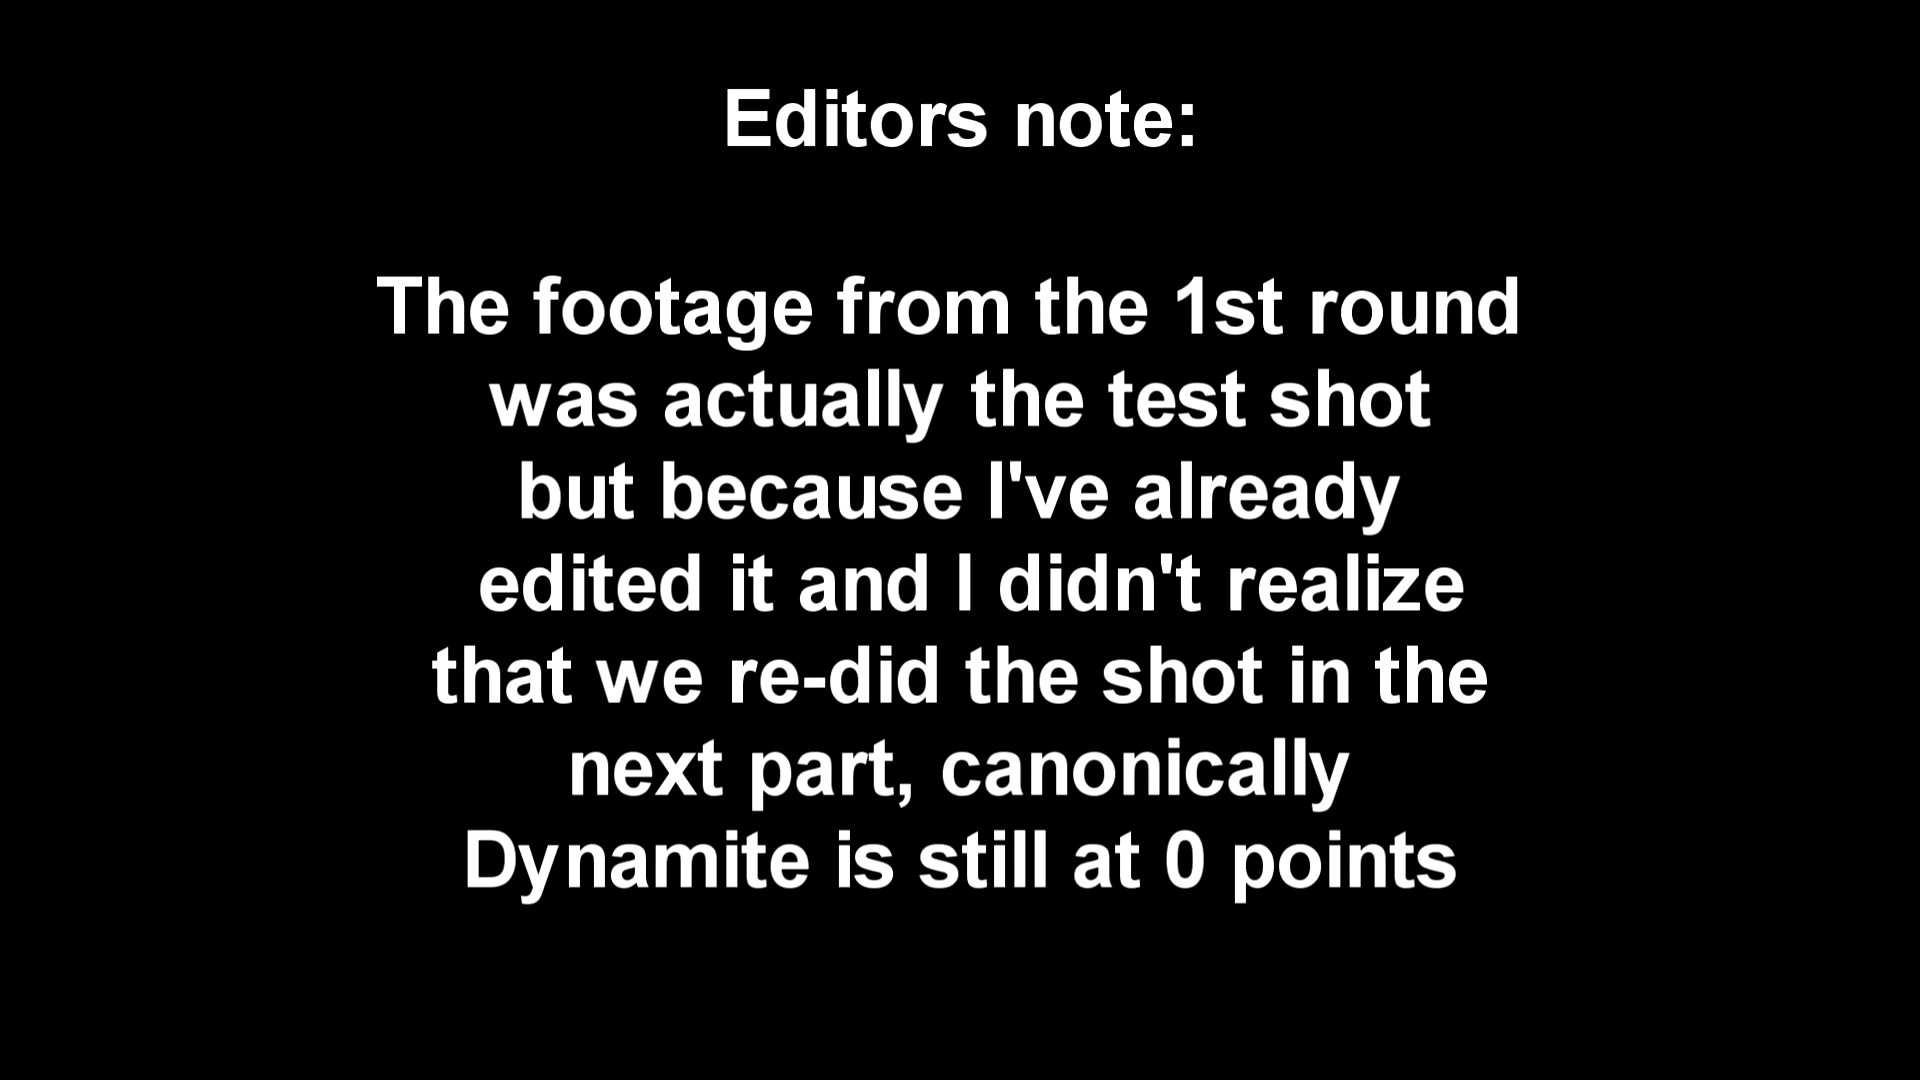 Editors note:
The footage from the 1st round
was actually the test shot
but because I've already
edited it and I didn't realize
that we re-did the shot in the
next part, canonically
Dynamite is still at 0 points